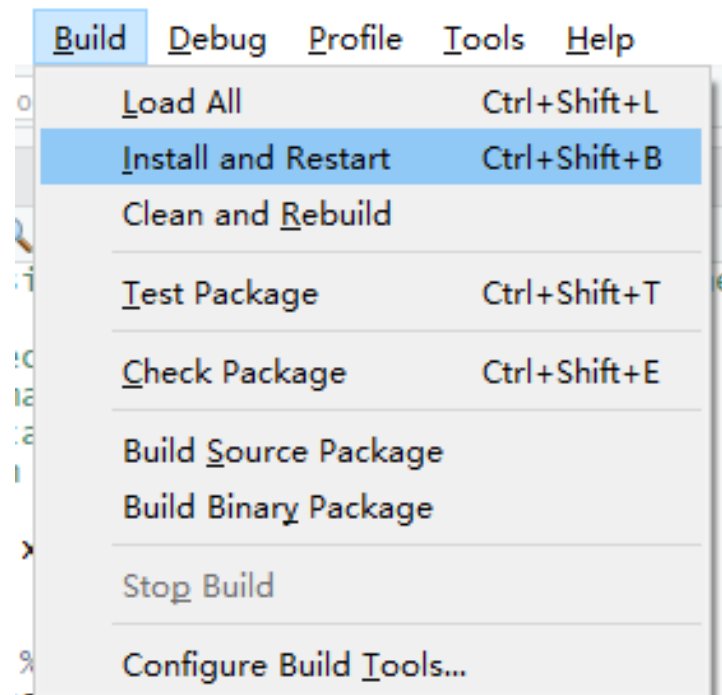 Build Debug Profile Tools Help
Load All Ctrl+Shift+L
Install and Restart Ctrl+Shift+B
Clean and Rebuild
Test Package Ctrl+Shift+T
Check Package Ctrl+Shift+E
Build Source Package
Build Binary Package
Stop Build
Configure Build Tools...